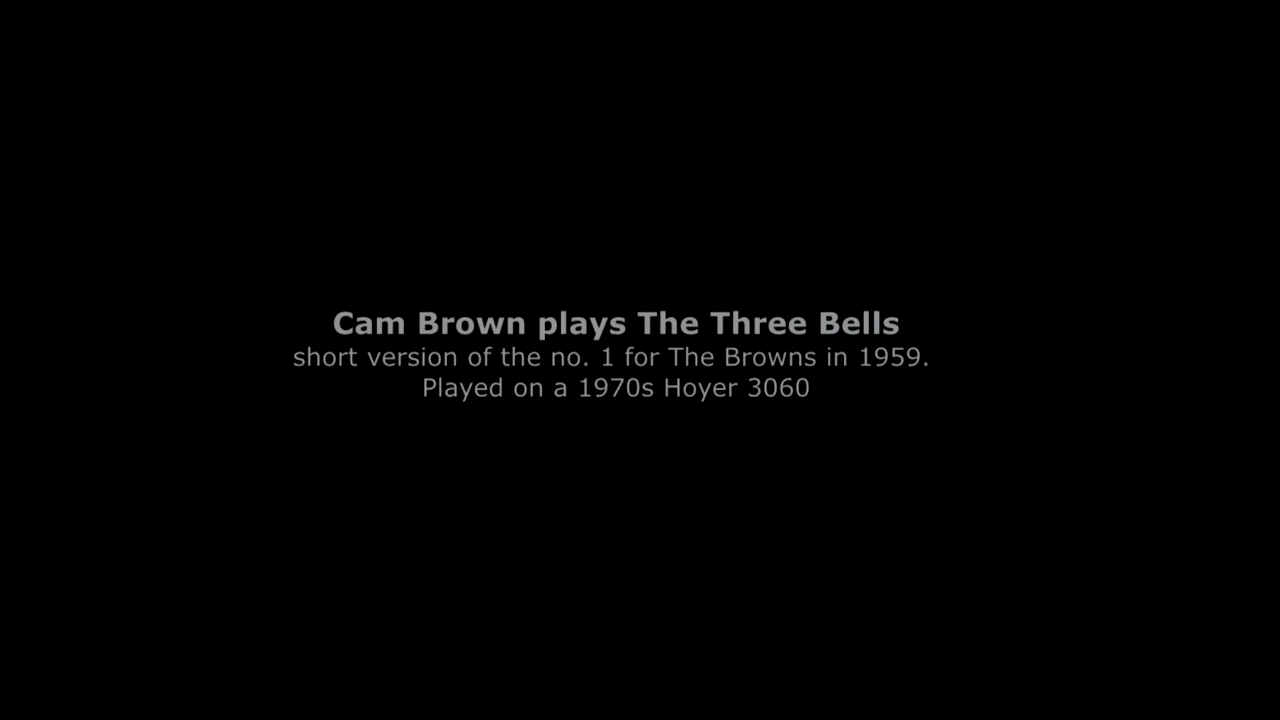 Cam Brown plays The Three Bells
short version of the no. 1 for The Browns in 1959.
Played on a 1970s Hoyer 3060